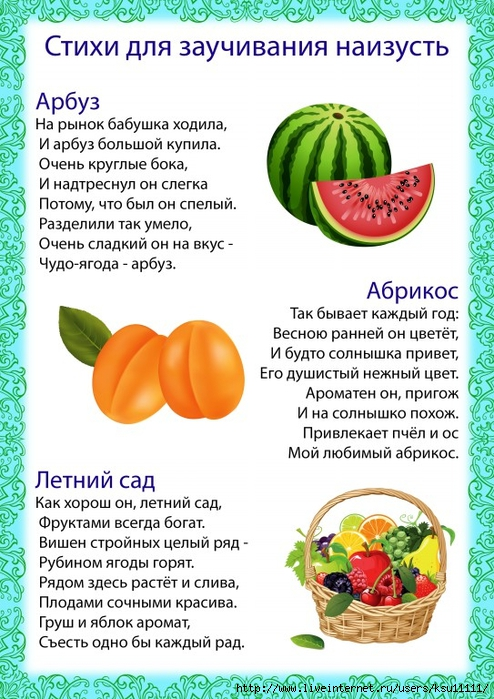 Стихи для заучивания наизусть
Арбуз
На рынок бабушка ходила,
И арбуз большой купила.
Очень круглые бока,
И надтреснул он слегка
Потому, что был он спелый.
Разделили так умело,
Очень сладкий он на вкус -
Чудо-ягода - арбуз.
Абрикос
Так бывает каждый год:
Весною ранней он цветёт,
И будто солнышка привет,
Его душистый нежный цвет.
Ароматен он, пригож
И на солнышко похож.
Привлекает пчёл и ос
Мой любимый абрикос.
Летний сад
Как хорош он, летний сад,
Фруктами всегда богат.
Вишен стройных целый ряд -
Рубином ягоды горят.
Рядом здесь растёт и слива,
Плодами сочными красива.
Груш и яблок аромат,
Съесть одно бы каждый рад.
http://www.liveinternet.ru/users/ksu11111/